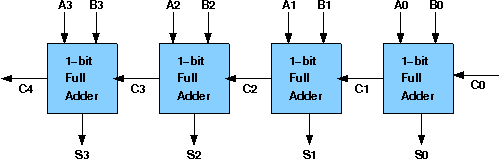 A3 B3 A2 B2 A1 B1 A0 B0
1-bit Full Adder
1-bit Full Adder
1-bit Full Adder
1-bit Full Adder
C4 C3 C2 C1 C0
S3 S2 S1 S0